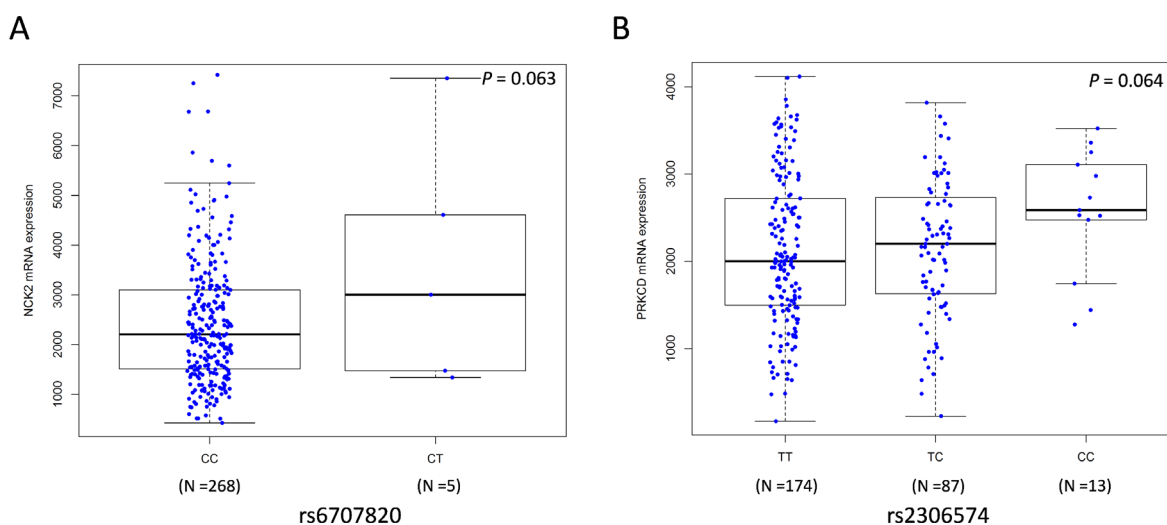 A
NCK2 mRNA expression
7000
6000
5000
4000
3000
2000
1000
P = 0.063
CC
CT
(N =268)
(N =5)
rs6707820
B
PRKCD mRNA expression
4000
3000
2000
1000
P = 0.064
TT
TC
CC
(N =174)
(N =87)
(N =13)
rs2306574